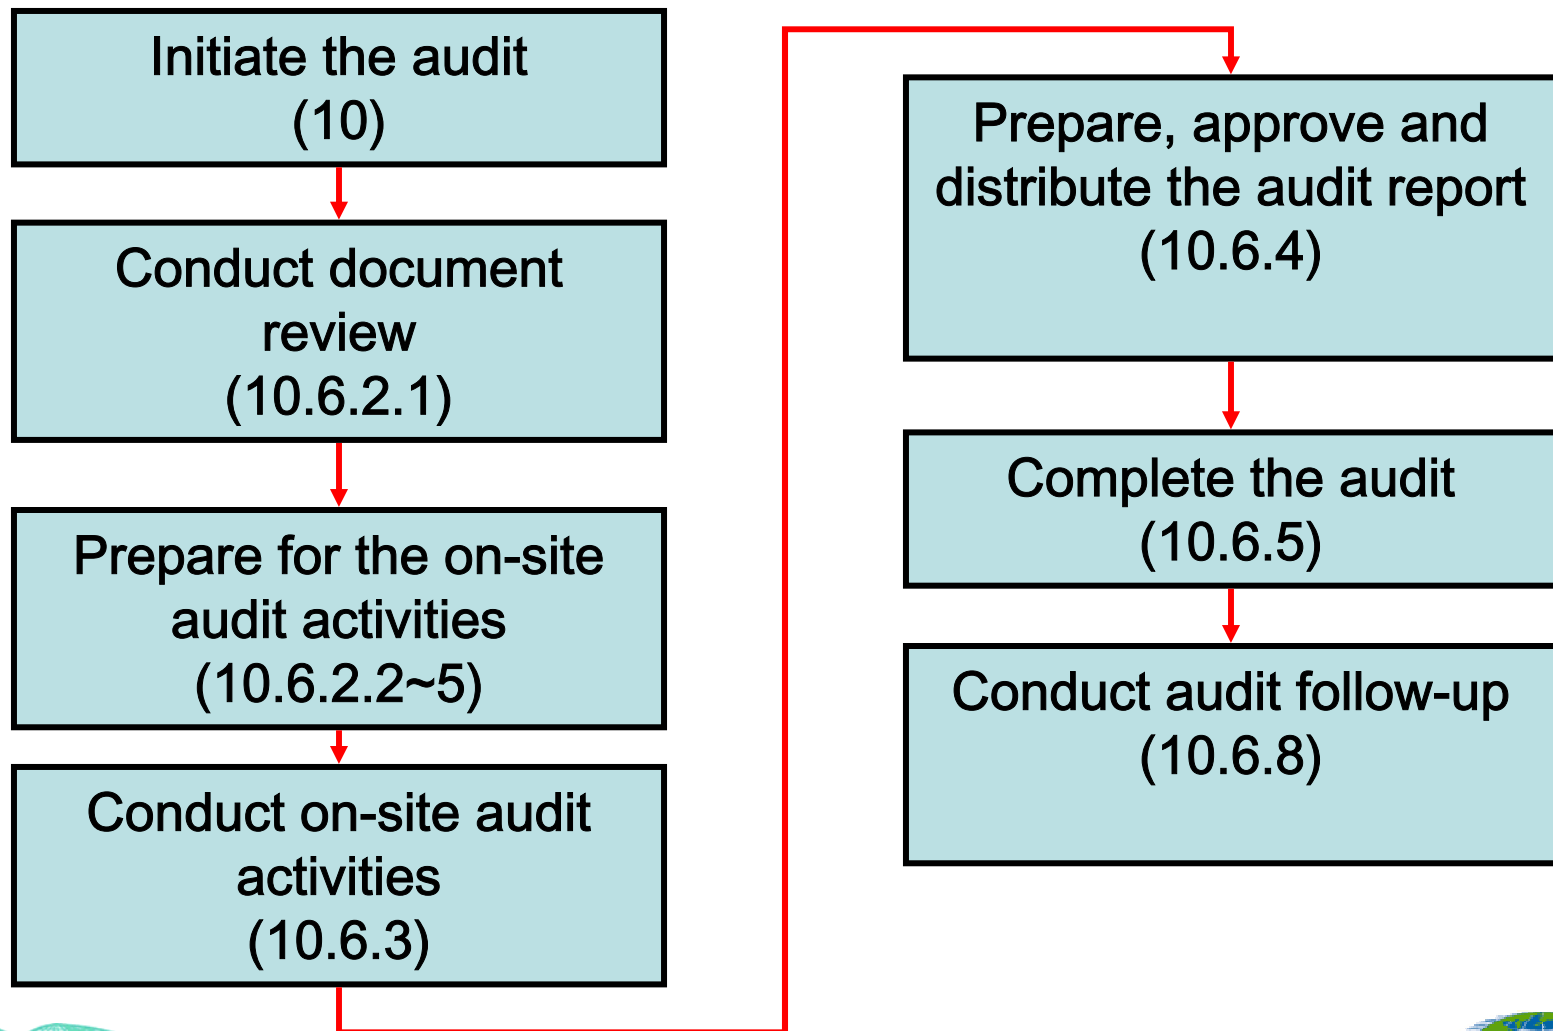 Initiate the audit
(10)
Conduct document
review
(10.6.2.1)
Prepare for the on-site
audit activities
(10.6.2.2~5)
Conduct on-site audit
activities
(10.6.3)
Prepare, approve and
distribute the audit report
(10.6.4)
Complete the audit
(10.6.5)
Conduct audit follow-up
(10.6.8)